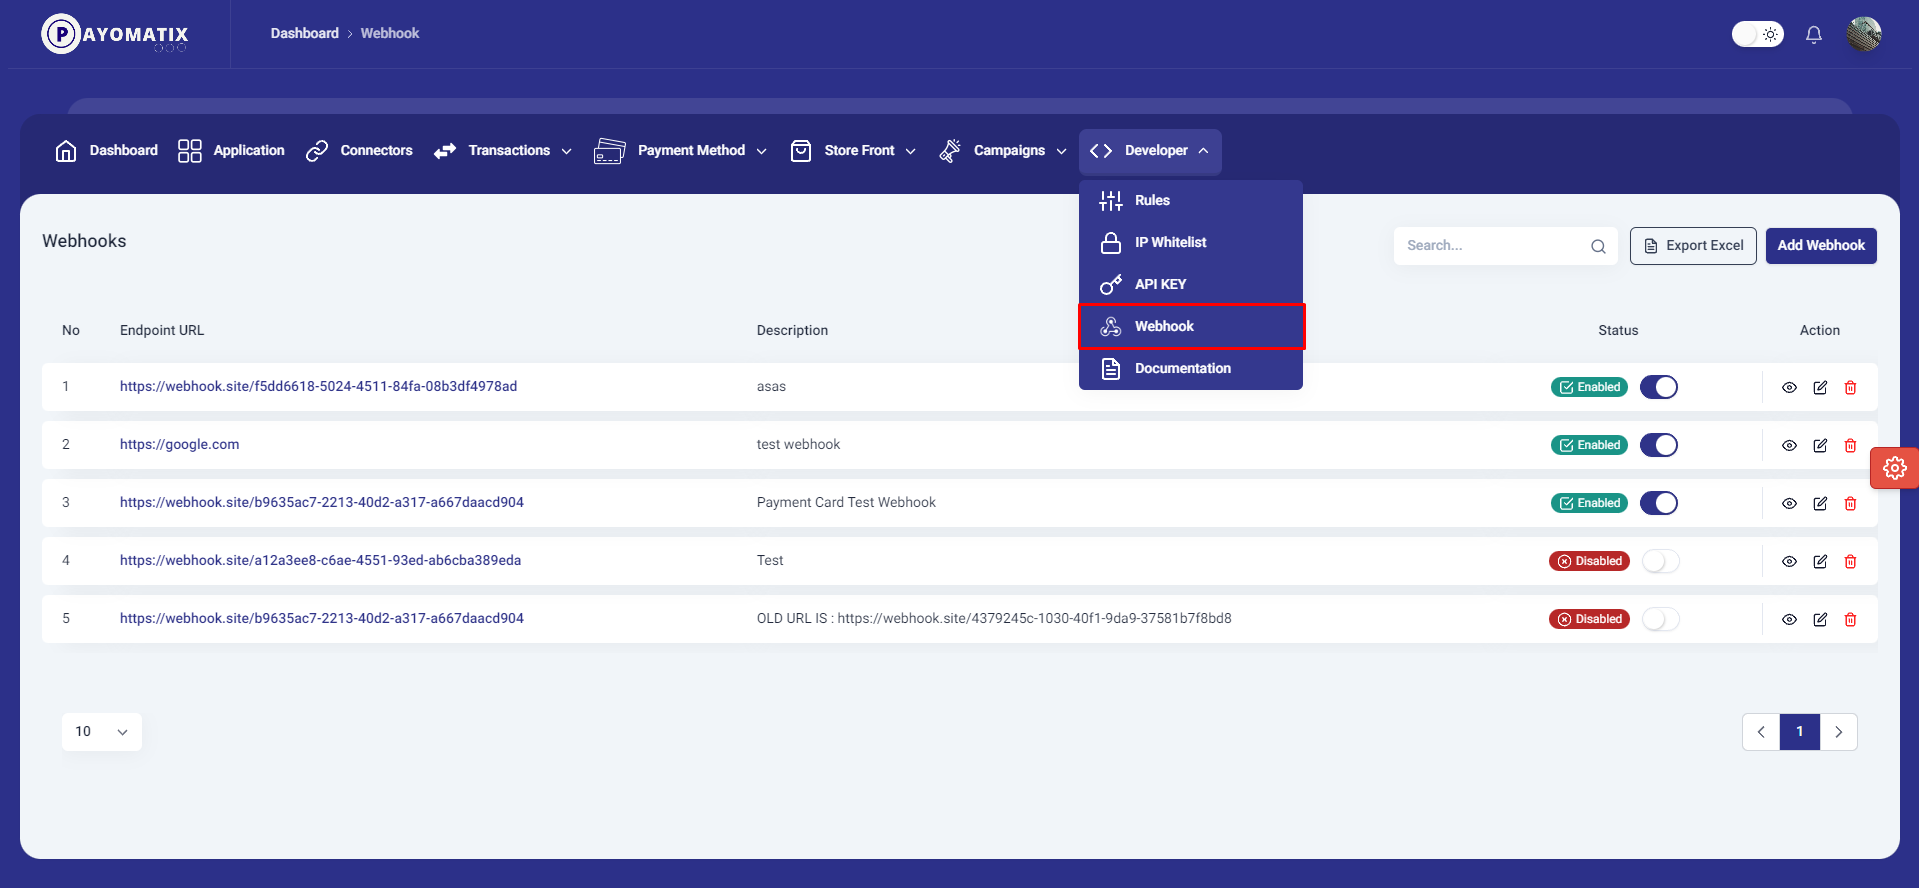 PAYOMATIX
Dashboard > Webhook
Dashboard Application Connectors Transactions Payment Method Store Front Campaigns Developer
Rules
IP Whitelist
API KEY
Webhook
Documentation
Webhooks
Search... Export Excel Add Webhook
No Endpoint URL Description Status Action
1 https://webhook.site/f5dd6618-5024-4511-84fa-08b3df4978ad asas Enabled
2 https://google.com test webhook Enabled
3 https://webhook.site/b9635ac7-2213-40d2-a317-a667daacd904 Payment Card Test Webhook Enabled
4 https://webhook.site/a12a3ee8-c6ae-4551-93ed-ab6cba389eda Test Disabled
5 https://webhook.site/b9635ac7-2213-40d2-a317-a667daacd904 OLD URL IS : https://webhook.site/4379245c-1030-40f1-9da9-37581b7f8bd8 Disabled
10 1